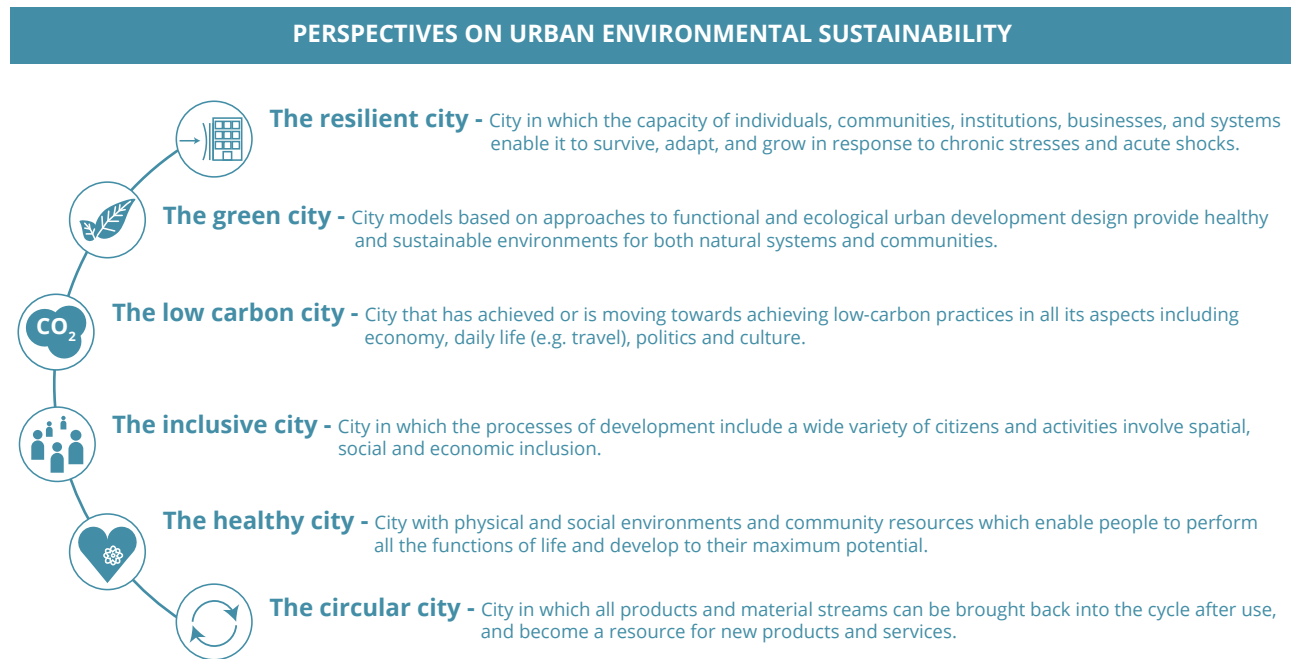 PERSPECTIVES ON URBAN ENVIRONMENTAL SUSTAINABILITY
The resilient city - City in which the capacity of individuals, communities, institutions, businesses, and systems
enable it to survive, adapt, and grow in response to chronic stresses and acute shocks.
The green city - City models based on approaches to functional and ecological urban development design provide healthy
and sustainable environments for both natural systems and communities.
CO2
The low carbon city - City that has achieved or is moving towards achieving low-carbon practices in all its aspects including
economy, daily life (e.g. travel), politics and culture.
The inclusive city - City in which the processes of development include a wide variety of citizens and activities involve spatial,
social and economic inclusion.
The healthy city - City with physical and social environments and community resources which enable people to perform
all the functions of life and develop to their maximum potential.
The circular city - City in which all products and material streams can be brought back into the cycle after use,
and become a resource for new products and services.